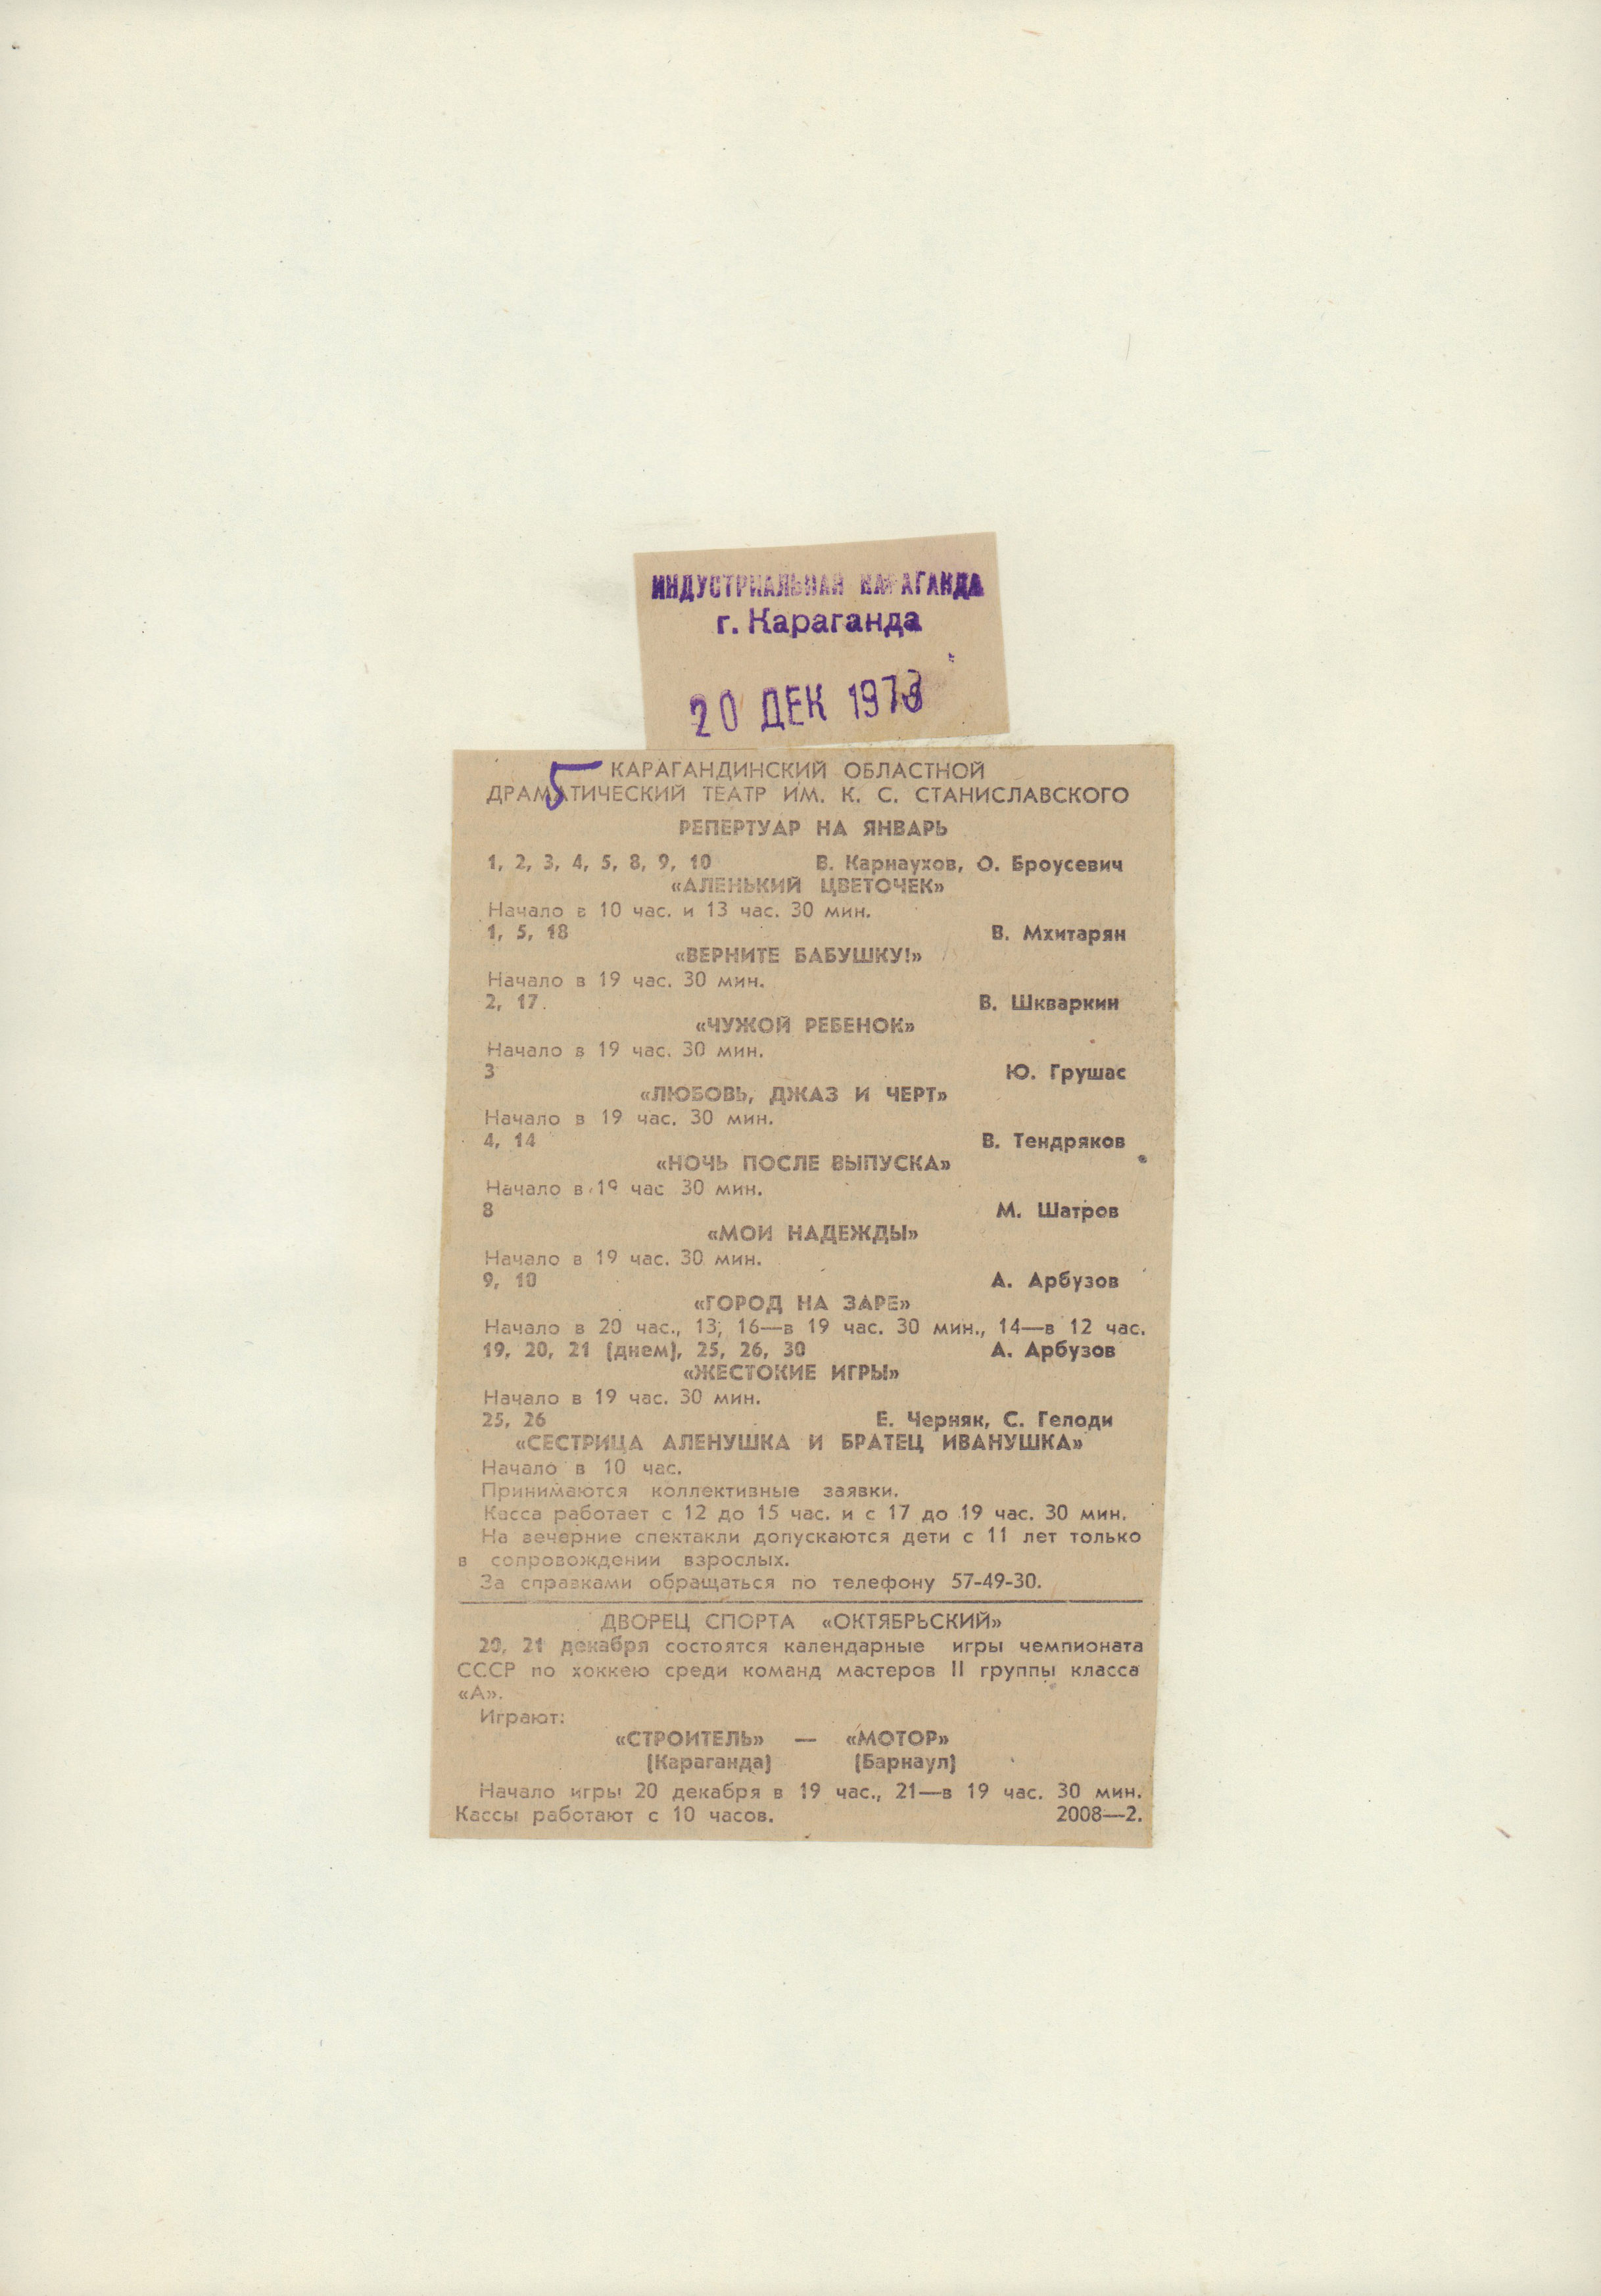 ИНДУСТРИАЛЬНАЯ КАРАГАНДА
г. Караганда
20 ДЕК 1978
5
КАРАГАНДИНСКИЙ ОБЛАСТНОЙ
ДРАМАТИЧЕСКИЙ ТЕАТР ИМ. К. С. СТАНИСЛАВСКОГО
РЕПЕРТУАР НА ЯНВАРЬ
1, 2, 3, 4, 5, 8, 9, 10 В. Карнаухов, О. Броусевич
«АЛЕНЬКИЙ ЦВЕТОЧЕК»
Начало в 10 час. и 13 час. 30 мин.
1, 5, 18 В. Мхитарян
«ВЕРНИТЕ БАБУШКУ!»
Начало в 19 час. 30 мин.
2, 17. В. Шкваркин
«ЧУЖОЙ РЕБЕНОК»
Начало в 19 час. 30 мин.
3 Ю. Грушас
«ЛЮБОВЬ, ДЖАЗ И ЧЕРТ»
Начало в 19 час. 30 мин.
4, 14 В. Тендряков
«НОЧЬ ПОСЛЕ ВЫПУСКА»
Начало в 19 час 30 мин.
8 М. Шатров
«МОИ НАДЕЖДЫ»
Начало в 19 час. 30 мин.
9, 10 А. Арбузов
«ГОРОД НА ЗАРЕ»
Начало в 20 час., 13, 16—в 19 час. 30 мин., 14—в 12 час.
19, 20, 21 (днем), 25, 26, 30 А. Арбузов
«ЖЕСТОКИЕ ИГРЫ»
Начало в 19 час. 30 мин.
25, 26 Е. Черняк, С. Гелоди
«СЕСТРИЦА АЛЕНУШКА И БРАТЕЦ ИВАНУШКА»
Начало в 10 час.
Принимаются коллективные заявки.
Касса работает с 12 до 15 час. и с 17 до 19 час. 30 мин.
На вечерние спектакли допускаются дети с 11 лет только
в сопровождении взрослых.
За справками обращаться по телефону 57-49-30.
ДВОРЕЦ СПОРТА «ОКТЯБРЬСКИЙ»
20, 21 декабря состоятся календарные игры чемпионата
СССР по хоккею среди команд мастеров II группы класса
«А».
Играют:
«СТРОИТЕЛЬ» — «МОТОР»
(Караганда) (Барнаул)
Начало игры 20 декабря в 19 час., 21—в 19 час. 30 мин.
Кассы работают с 10 часов. 2008—2.